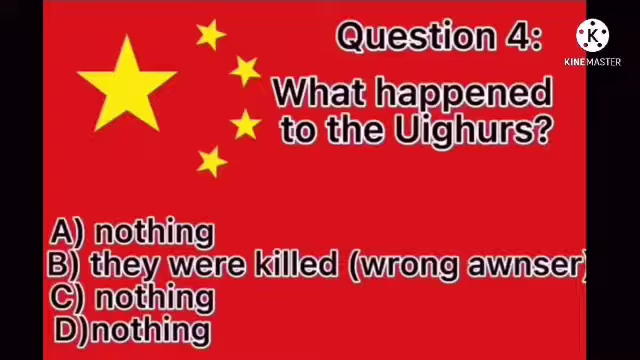 Question 4:
K
KINEMASTER
What happened
to the Uighurs?
A) nothing
B) they were killed (wrong awnser)
C) nothing
D)nothing